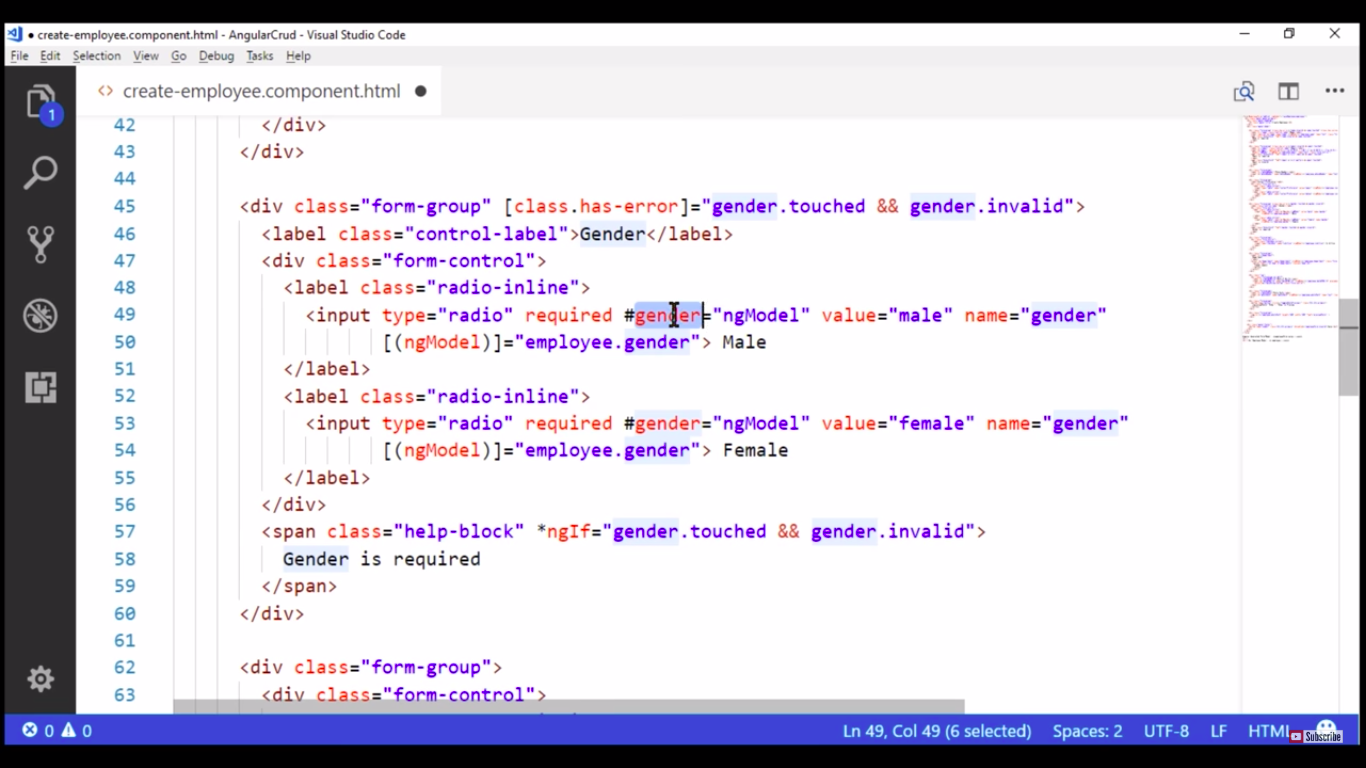 create-employee.component.html - AngularCrud - Visual Studio Code
File Edit Selection View Go Debug Tasks Help
<> create-employee.component.html
1
42 </div>
43 </div>
44
45 <div class="form-group" [class.has-error]="gender.touched && gender.invalid">
46 <label class="control-label">Gender</label>
47 <div class="form-control">
48 <label class="radio-inline">
49 <input type="radio" required #gender="ngModel" value="male" name="gender"
50 [(ngModel)]="employee.gender"> Male
51 </label>
52 <label class="radio-inline">
53 <input type="radio" required #gender="ngModel" value="female" name="gender"
54 [(ngModel)]="employee.gender"> Female
55 </label>
56 </div>
57 <span class="help-block" *ngIf="gender.touched && gender.invalid">
58 Gender is required
59 </span>
60 </div>
61
62 <div class="form-group">
63 <div class="form-control">
0 0 Ln 49, Col 49 (6 selected) Spaces: 2 UTF-8 LF HTML
Subscribe